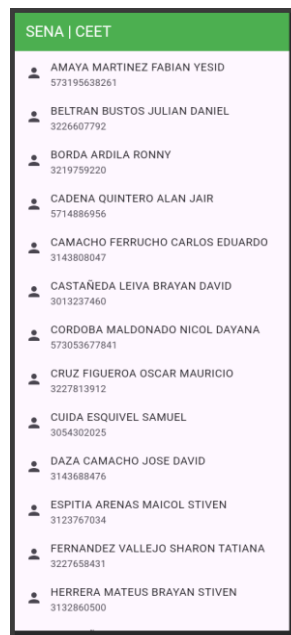 SENA | CEET
AMAYA MARTINEZ FABIAN YESID
573195638261
BELTRAN BUSTOS JULIAN DANIEL
3226607792
BORDA ARDILA RONNY
3219759220
CADENA QUINTERO ALAN JAIR
5714886956
CAMACHO FERRUCHO CARLOS EDUARDO
3143808047
CASTAÑEDA LEIVA BRAYAN DAVID
3013237460
CORDOBA MALDONADO NICOL DAYANA
573053677841
CRUZ FIGUEROA OSCAR MAURICIO
3227813912
CUIDA ESQUIVEL SAMUEL
3054302025
DAZA CAMACHO JOSE DAVID
3143688476
ESPITIA ARENAS MAICOL STIVEN
3123767034
FERNANDEZ VALLEJO SHARON TATIANA
3227658431
HERRERA MATEUS BRAYAN STIVEN
3132860500